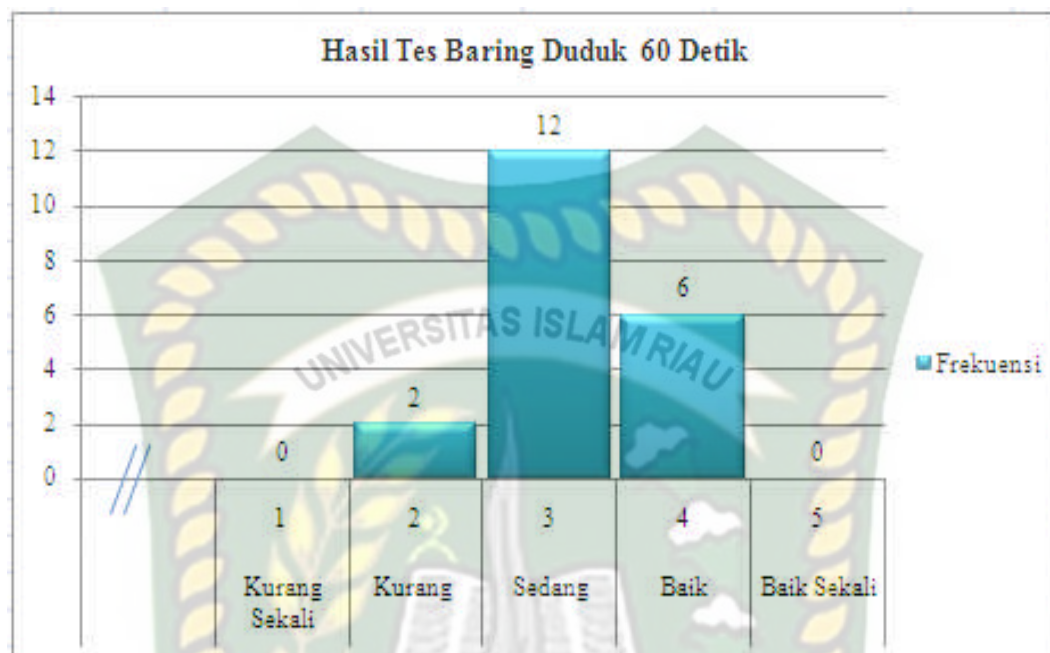 Hasil Tes Baring Duduk 60 Detik
14
12
10
8
6
4
2
0
0
2
12
6
0
UNIVERSITAS ISLAM RIAU
Frekuensi
1 2 3 4 5
Kurang Sekali
Kurang
Sedang
Baik
Baik Sekali